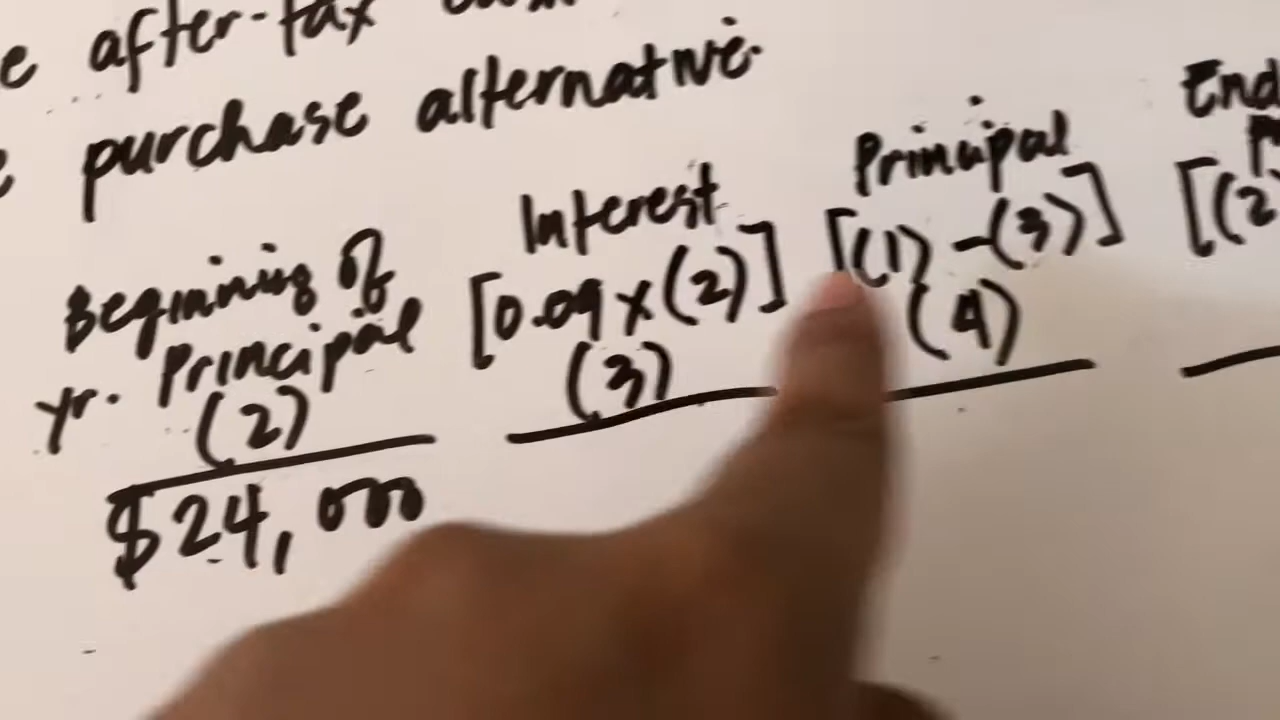 e after-tax
purchase alternative.
Beginning of
yr. Principal
(2)
$24,000
Interest
[0.09 x (2)]
(3)
Principal
[(1) - (3)]
(4)
End
[(2)